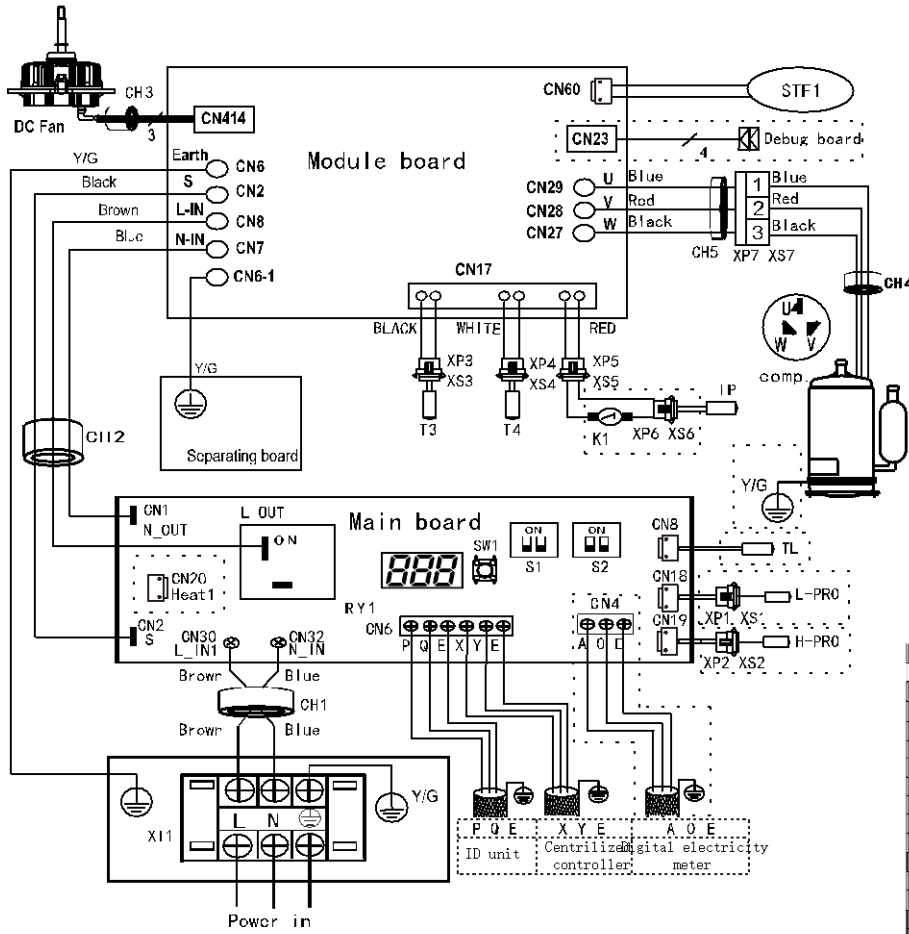 DC Fan
CH3
3
CN414
Module board
CN60
STF1
CN23
4
Debug board
Y/G
Earth
CN6
Black
S
CN2
Brown
L-IN
CN8
Blue
N-IN
CN7
CN6-1
CN29
U
Blue
CN28
V
Red
CN27
W
Black
CH5
1
2
3
XP7 XS7
Blue
Red
Black
CH4
CN17
BLACK
WHITE
RED
XP3
XS3
T3
XP4
XS4
T4
XP5
XS5
K1
XP6 XS6
TP
U
W V
comp.
Y/G
Separating board
CH2
Y/G
CN1
N_OUT
L OUT
ON
Main board
SW1
ON
S1
ON
S2
CN8
TL
CN20
Heat1
888
RY1
CN18
XP1 XS1
L-PRO
CN19
XP2 XS2
H-PRO
CN2
S
CN30
L_IN1
CN32
N_IN
CN6
P Q E X Y E
CN4
A O E
Brown
Blue
CH1
Brown
Blue
XT1
L N
Y/G
P Q E
X Y E
A O E
ID unit
Centrilized
controller
Digital electricity
meter
Power in